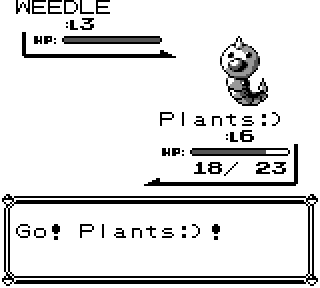 WEEDLE
:L3
HP:
Plants:)
:L6
HP:
18/ 23
Go! Plants:) !